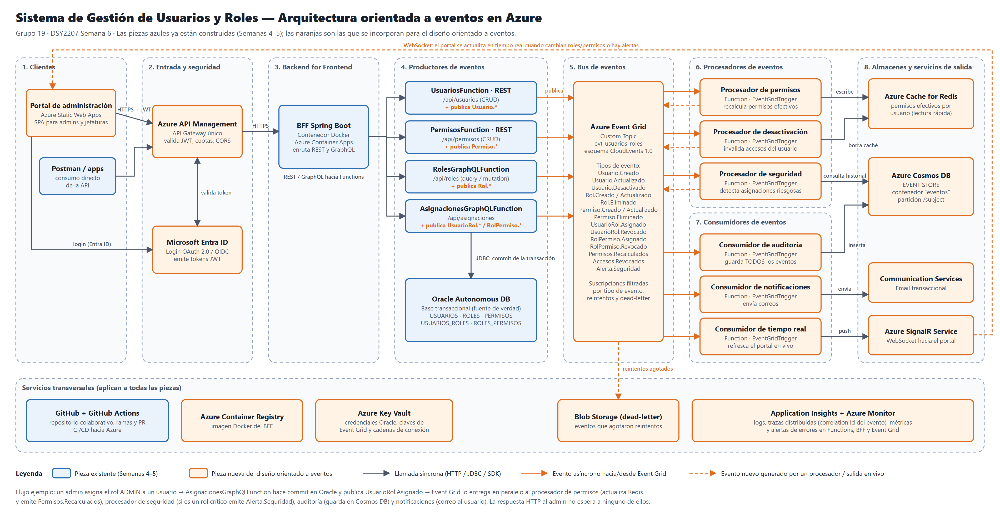 Sistema de Gestión de Usuarios y Roles — Arquitectura orientada a eventos en Azure
Grupo 19 · DSY2207 Semana 6 · Las piezas azules ya están construidas (Semanas 4–5); las naranjas son las que se incorporan para el diseño orientado a eventos.
WebSocket: el portal se actualiza en tiempo real cuando cambian roles/permisos o hay alertas
1. Clientes
Portal de administración
Azure Static Web Apps
SPA para admins y jefaturas
HTTPS + JWT
Postman / apps
consumo directo
de la API
login (Entra ID)
2. Entrada y seguridad
Azure API Management
API Gateway único
valida JWT, cuotas, CORS
valida token
Microsoft Entra ID
Login OAuth 2.0 / OIDC
emite tokens JWT
HTTPS
3. Backend for Frontend
BFF Spring Boot
Contenedor Docker
Azure Container Apps
enruta REST y GraphQL
REST / GraphQL hacia Functions
4. Productores de eventos
UsuariosFunction · REST
/api/usuarios (CRUD)
+ publica Usuario.*
PermisosFunction · REST
/api/permisos (CRUD)
+ publica Permiso.*
RolesGraphQLFunction
/api/roles (query / mutation)
+ publica Rol.*
AsignacionesGraphQLFunction
/api/asignaciones
+ publica UsuarioRol.* / RolPermiso.*
JDBC: commit de la transacción
Oracle Autonomous DB
Base transaccional (fuente de verdad)
USUARIOS · ROLES · PERMISOS
USUARIOS_ROLES · ROLES_PERMISOS
publica
5. Bus de eventos
Azure Event Grid
Custom Topic
evt-usuarios-roles
esquema CloudEvents 1.0
Tipos de evento:
Usuario.Creado
Usuario.Actualizado
Usuario.Desactivado
Rol.Creado / Actualizado
Rol.Eliminado
Permiso.Creado / Actualizado
Permiso.Eliminado
UsuarioRol.Asignado
UsuarioRol.Revocado
RolPermiso.Asignado
RolPermiso.Revocado
Permisos.Recalculados
Accesos.Revocados
Alerta.Seguridad
Suscripciones filtradas
por tipo de evento,
reintentos y dead-letter
reintentos agotados
6. Procesadores de eventos
Procesador de permisos
Function · EventGridTrigger
recalcula permisos efectivos
Procesador de desactivación
Function · EventGridTrigger
invalida accesos del usuario
Procesador de seguridad
Function · EventGridTrigger
detecta asignaciones riesgosas
7. Consumidores de eventos
Consumidor de auditoría
Function · EventGridTrigger
guarda TODOS los eventos
Consumidor de notificaciones
Function · EventGridTrigger
envía correos
Consumidor de tiempo real
Function · EventGridTrigger
refresca el portal en vivo
escribe
borra caché
consulta historial
inserta
envía
push
8. Almacenes y servicios de salida
Azure Cache for Redis
permisos efectivos por
usuario (lectura rápida)
Azure Cosmos DB
EVENT STORE
contenedor "eventos"
partición /subject
Communication Services
Email transaccional
Azure SignalR Service
WebSocket hacia el portal
Servicios transversales (aplican a todas las piezas)
GitHub + GitHub Actions
repositorio colaborativo, ramas y PR
CI/CD hacia Azure
Azure Container Registry
imagen Docker del BFF
Azure Key Vault
credenciales Oracle, claves de
Event Grid y cadenas de conexión
Blob Storage (dead-letter)
eventos que agotaron reintentos
Application Insights + Azure Monitor
logs, trazas distribuidas (correlation id del evento), métricas
y alertas de errores en Functions, BFF y Event Grid
Leyenda
Pieza existente (Semanas 4–5)
Pieza nueva del diseño orientado a eventos
Llamada síncrona (HTTP / JDBC / SDK)
Evento asíncrono hacia/desde Event Grid
Evento nuevo generado por un procesador / salida en vivo
Flujo ejemplo: un admin asigna el rol ADMIN a un usuario → AsignacionesGraphQLFunction hace commit en Oracle y publica UsuarioRol.Asignado → Event Grid lo entrega en paralelo a: procesador de permisos (actualiza Redis
y emite Permisos.Recalculados), procesador de seguridad (si es un rol crítico emite Alerta.Seguridad), auditoría (guarda en Cosmos DB) y notificaciones (correo al usuario). La respuesta HTTP al admin no espera a ninguno de ellos.